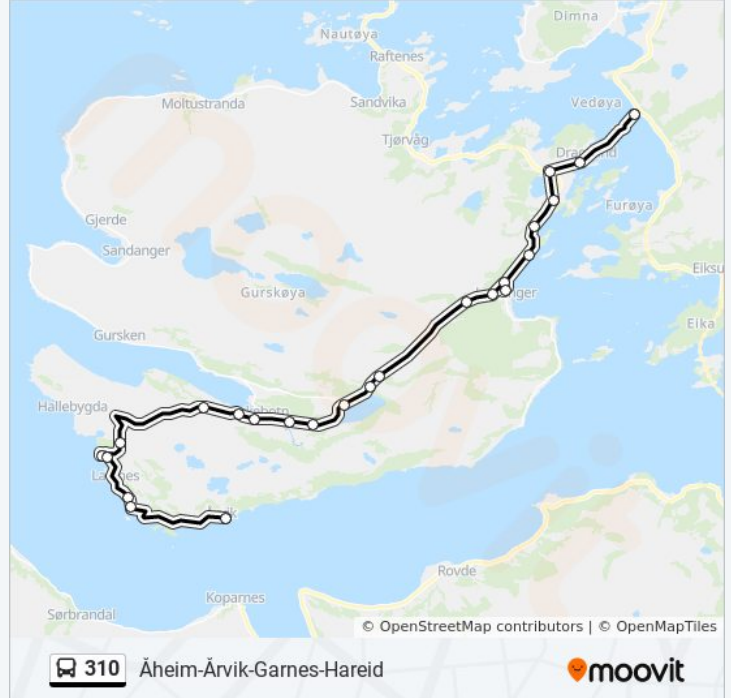 Dimna
Nautøya
Raftenes
Moltustranda
Sandvika
Vedøya
Tjørvåg
Furøya
Gjerde
Sandanger
Eiksu
Gurskøya
Eika
Gursken
Hallebygda
Rovde
Koparnes
Sørbrandal
© OpenStreetMap contributors | © OpenMapTiles
310 Åheim-Årvik-Garnes-Hareid
moovit